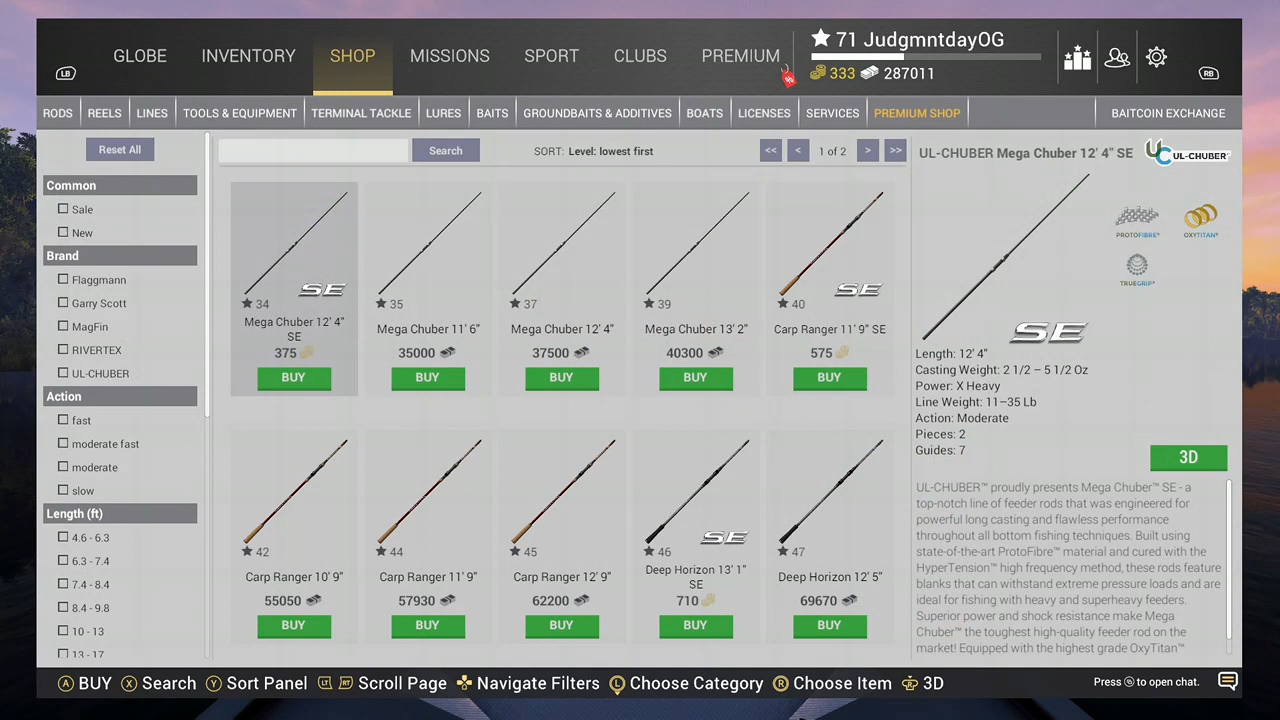 GLOBE INVENTORY SHOP MISSIONS SPORT CLUBS PREMIUM
71 JudgmntdayOG
333 287011
LB
RB
RODS REELS LINES TOOLS & EQUIPMENT TERMINAL TACKLE LURES BAITS GROUNDBAITS & ADDITIVES BOATS LICENSES SERVICES PREMIUM SHOP BAITCOIN EXCHANGE
Reset All
Common
Sale
New
Brand
Flaggmann
Garry Scott
MagFin
RIVERTEX
UL-CHUBER
Action
fast
moderate fast
moderate
slow
Length (ft)
4.6 - 6.3
6.3 - 7.4
7.4 - 8.4
8.4 - 9.8
10 - 13
13 - 17
Search SORT: Level: lowest first << < 1 of 2 > >>
34 SE
Mega Chuber 12' 4" SE
375
BUY
35
Mega Chuber 11' 6"
35000
BUY
37
Mega Chuber 12' 4"
37500
BUY
39
Mega Chuber 13' 2"
40300
BUY
40 SE
Carp Ranger 11' 9" SE
575
BUY
42
Carp Ranger 10' 9"
55050
BUY
44
Carp Ranger 11' 9"
57930
BUY
45
Carp Ranger 12' 9"
62200
BUY
46 SE
Deep Horizon 13' 1" SE
710
BUY
47
Deep Horizon 12' 5"
69670
BUY
UL-CHUBER Mega Chuber 12' 4" SE
UC UL-CHUBER
PROTOFIBRE® OXYTITAN®
TRUEGRIP®
SE
Length: 12' 4"
Casting Weight: 2 1/2 – 5 1/2 Oz
Power: X Heavy
Line Weight: 11–35 Lb
Action: Moderate
Pieces: 2
Guides: 7
3D
UL-CHUBER™ proudly presents Mega Chuber™ SE - a
top-notch line of feeder rods that was engineered for
powerful long casting and flawless performance
throughout all bottom fishing techniques. Built using
state-of-the-art ProtoFibre™ material and cured with the
HyperTension™ high frequency method, these rods feature
blanks that can withstand extreme pressure loads and are
ideal for fishing with heavy and superheavy feeders.
Superior power and shock resistance make Mega
Chuber™ the toughest high-quality feeder rod on the
market! Equipped with the highest grade OxyTitan™
A BUY X Search Y Sort Panel LT RT Scroll Page Navigate Filters L Choose Category R Choose Item 3D
Press to open chat.